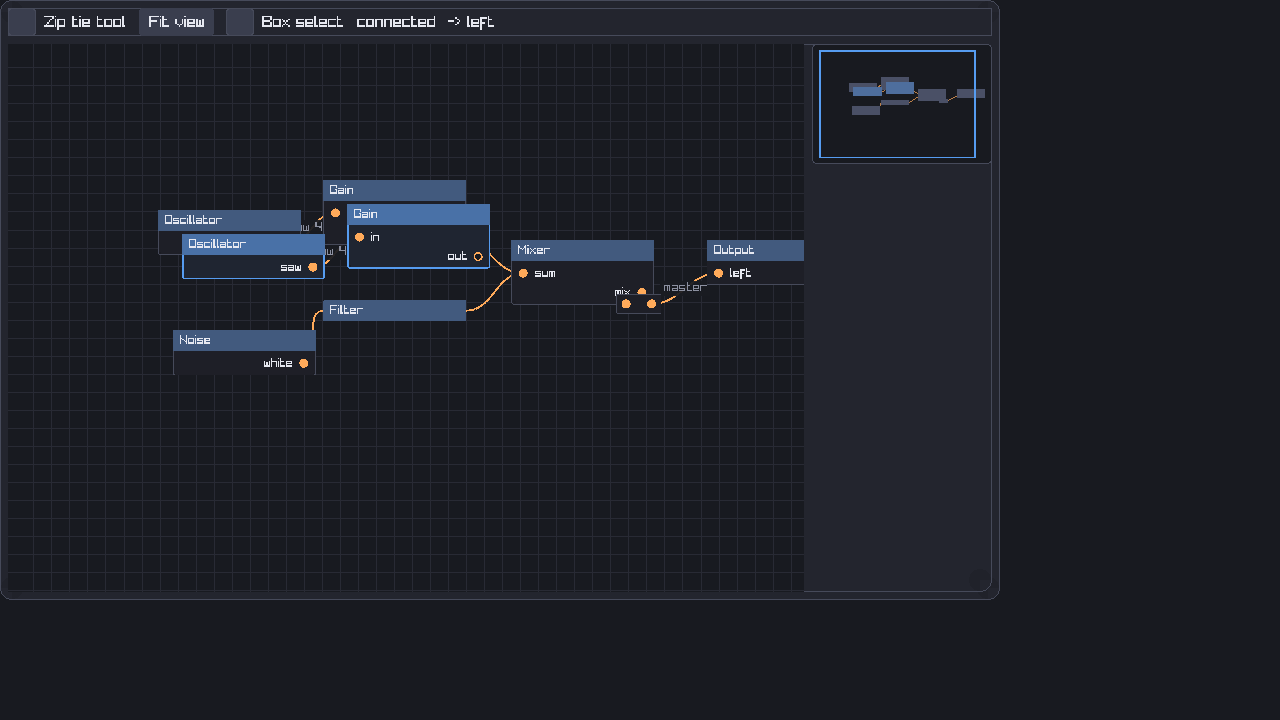 Zip tie tool Fit view Box select connected -> left
Gain
Oscillator
Gain
Oscillator
in
saw
out
Mixer
Output
sum
left
mix
master
Filter
Noise
white